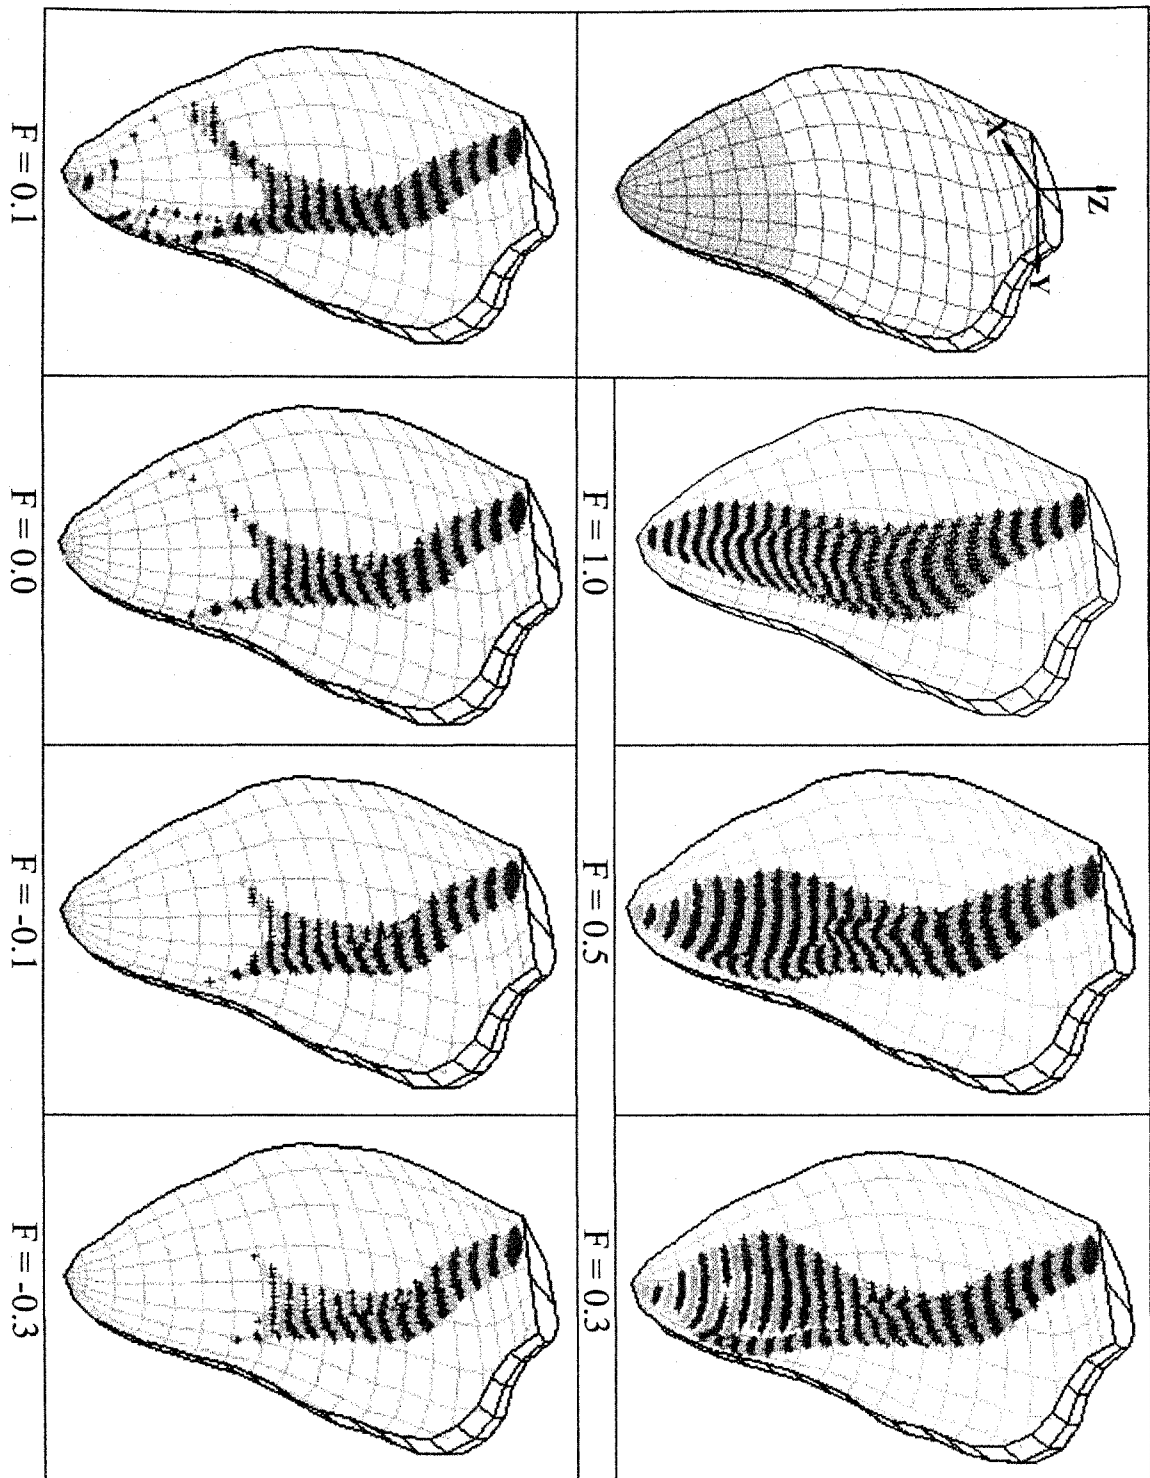 Z
X
Y
F = 1.0
F = 0.5
F = 0.3
F = 0.1
F = 0.0
F = -0.1
F = -0.3